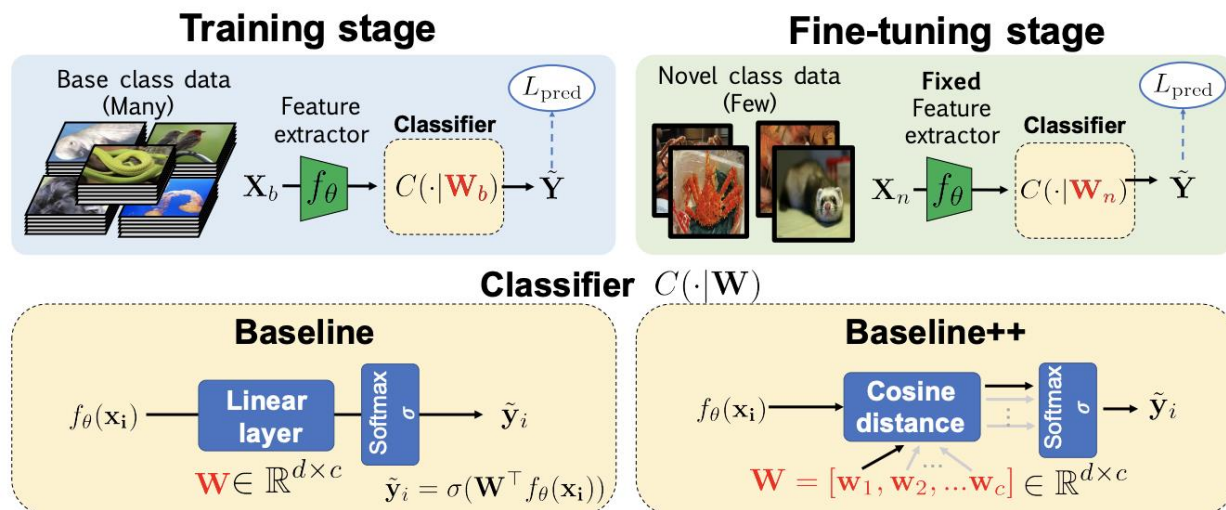 Training stage
Base class data
(Many)
Feature
extractor
Classifier
L_pred
X_b
f_θ
C(·|W_b)
Ỹ
Fine-tuning stage
Novel class data
(Few)
Fixed
Feature
extractor
Classifier
L_pred
X_n
f_θ
C(·|W_n)
Ỹ
Classifier C(·|W)
Baseline
f_θ(x_i)
Linear
layer
Softmax
σ
ỹ_i
W ∈ ℝ^{d×c}
ỹ_i = σ(W^⊤ f_θ(x_i))
Baseline++
f_θ(x_i)
Cosine
distance
Softmax
σ
ỹ_i
...
⋮
W = [w_1, w_2, ...w_c] ∈ ℝ^{d×c}